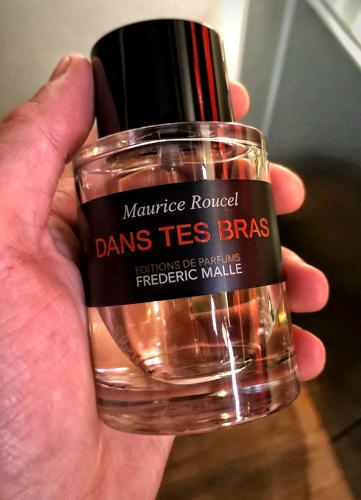 Maurice Roucel
DANS TES BRAS
EDITIONS DE PARFUMS
FREDERIC MALLE